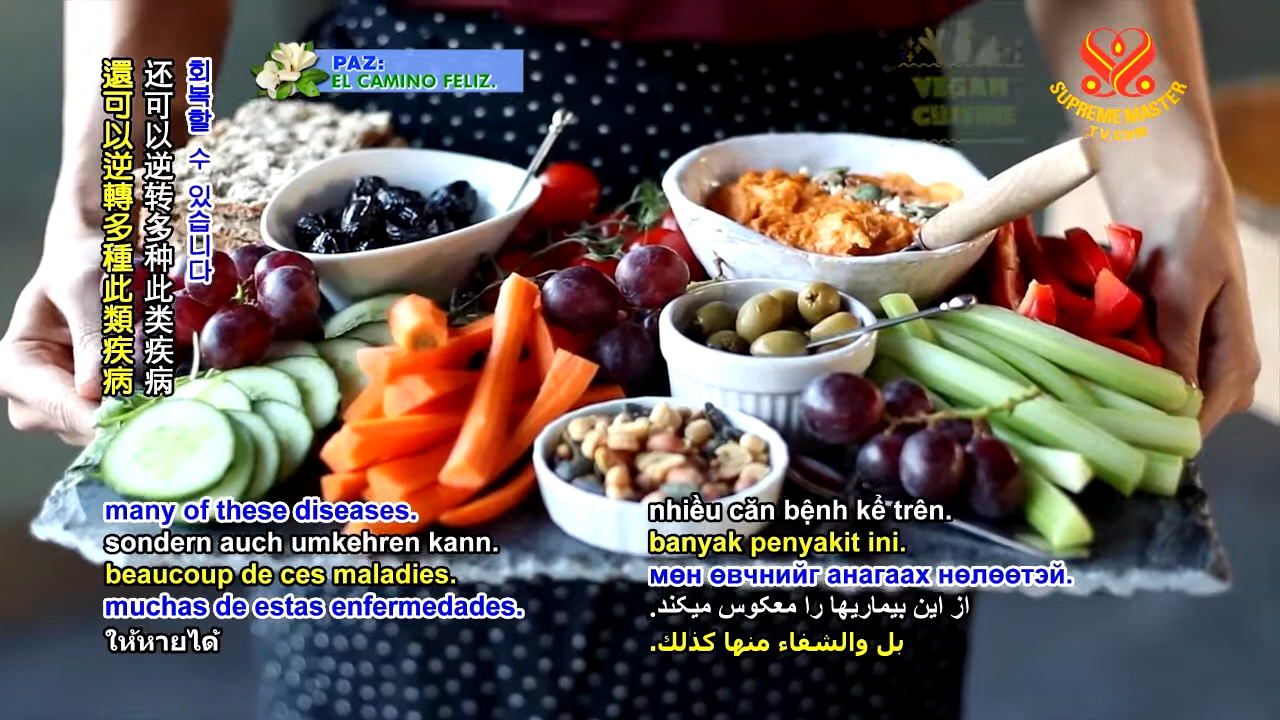 PAZ:
EL CAMINO FELIZ.
VEGAN
CUISINE
SUPREME MASTER
TV.com
還可以逆轉多種此類疾病
还可以逆转多种此类疾病
회복할 수 있습니다
many of these diseases.
sondern auch umkehren kann.
beaucoup de ces maladies.
muchas de estas enfermedades.
ให้หายได้
nhiều căn bệnh kể trên.
banyak penyakit ini.
мөн өвчнийг анагаах нөлөөтэй.
از این بیماریها را معکوس میکند.
بل والشفاء منها كذلك.